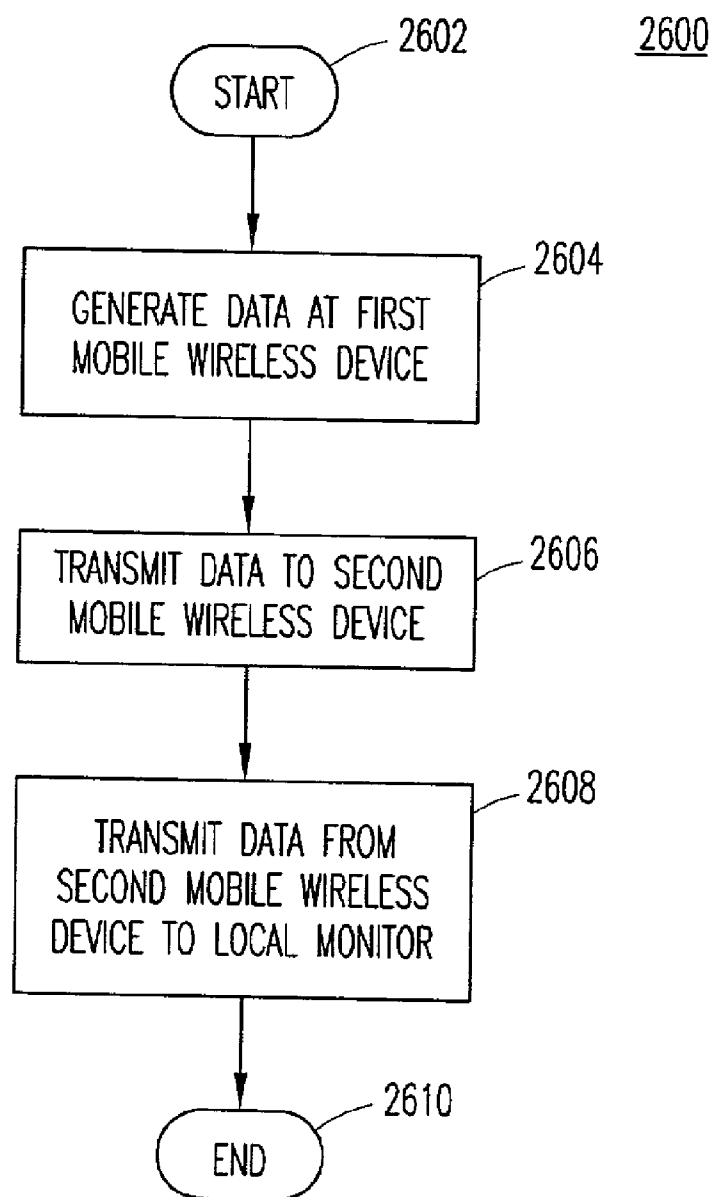 2602
2600
START
2604
GENERATE DATA AT FIRST
MOBILE WIRELESS DEVICE
2606
TRANSMIT DATA TO SECOND
MOBILE WIRELESS DEVICE
2608
TRANSMIT DATA FROM
SECOND MOBILE WIRELESS
DEVICE TO LOCAL MONITOR
2610
END